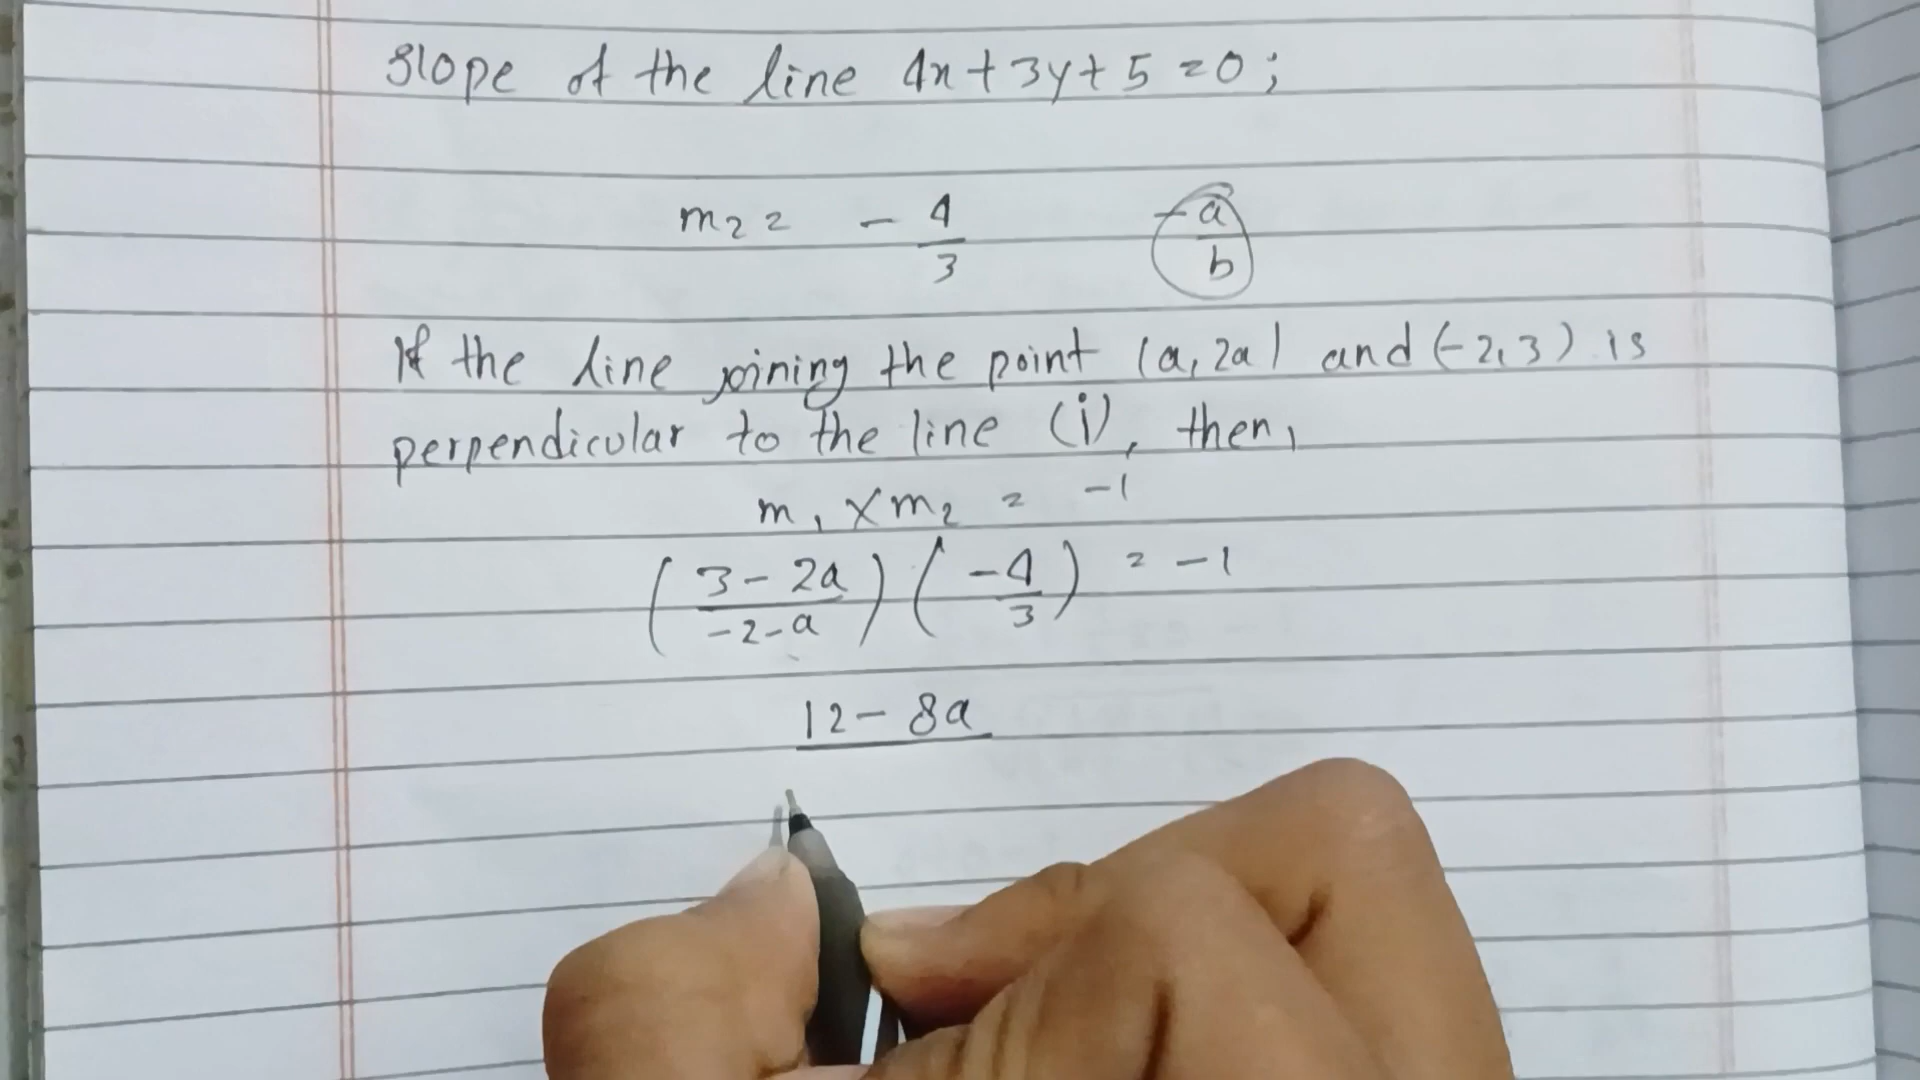 Slope of the line 4x + 3y + 5 = 0;
m2 = - 4/3    -a/b
If the line joining the point (a, 2a) and (-2, 3) is
perpendicular to the line (i), then,
m1 × m2 = -1
(3 - 2a / -2 - a) (-4/3) = -1
12 - 8a